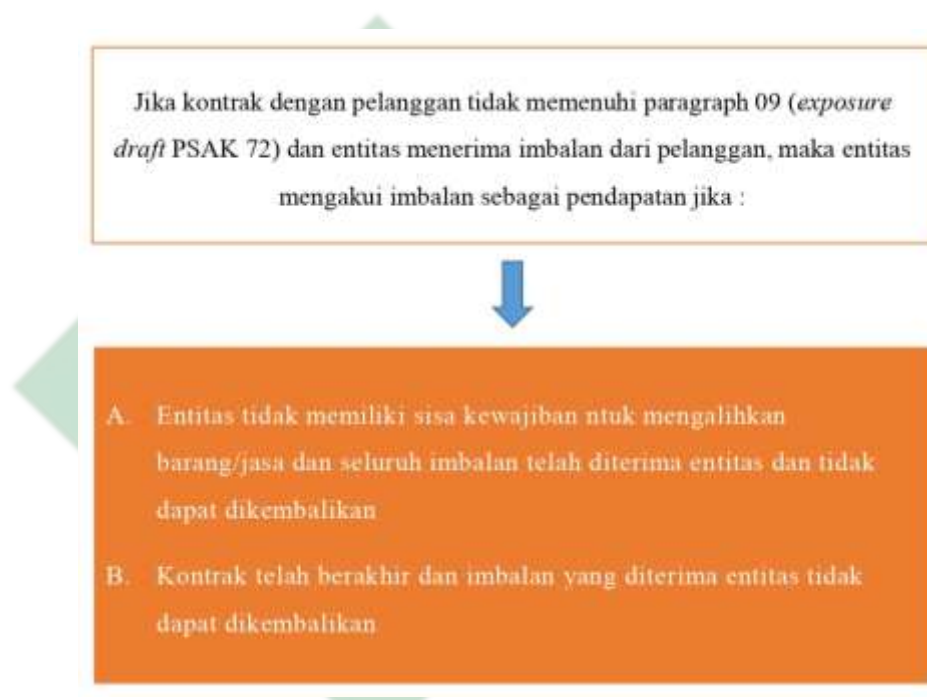 Jika kontrak dengan pelanggan tidak memenuhi paragraph 09 (exposure
draft PSAK 72) dan entitas menerima imbalan dari pelanggan, maka entitas
mengakui imbalan sebagai pendapatan jika :
A. Entitas tidak memiliki sisa kewajiban ntuk mengalihkan
barang/jasa dan seluruh imbalan telah diterima entitas dan tidak
dapat dikembalikan
B. Kontrak telah berakhir dan imbalan yang diterima entitas tidak
dapat dikembalikan